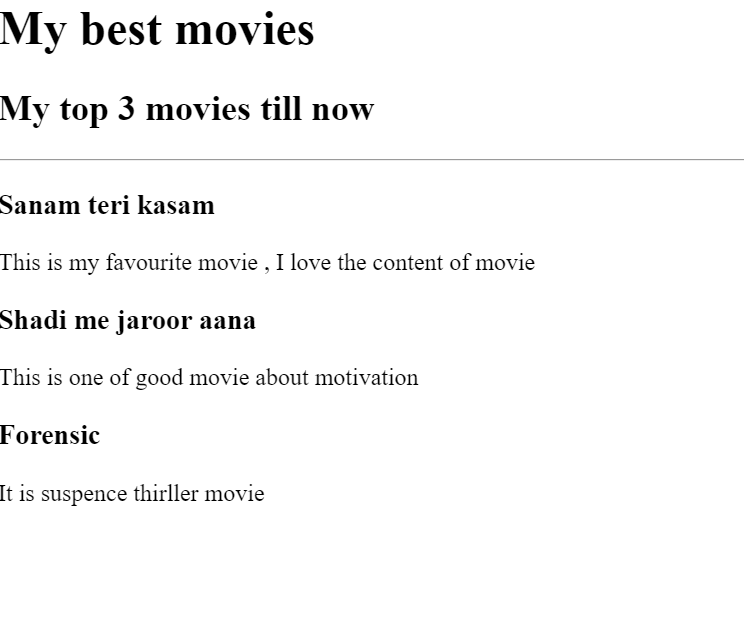 My best movies
My top 3 movies till now
Sanam teri kasam
This is my favourite movie , I love the content of movie
Shadi me jaroor aana
This is one of good movie about motivation
Forensic
It is suspence thirller movie